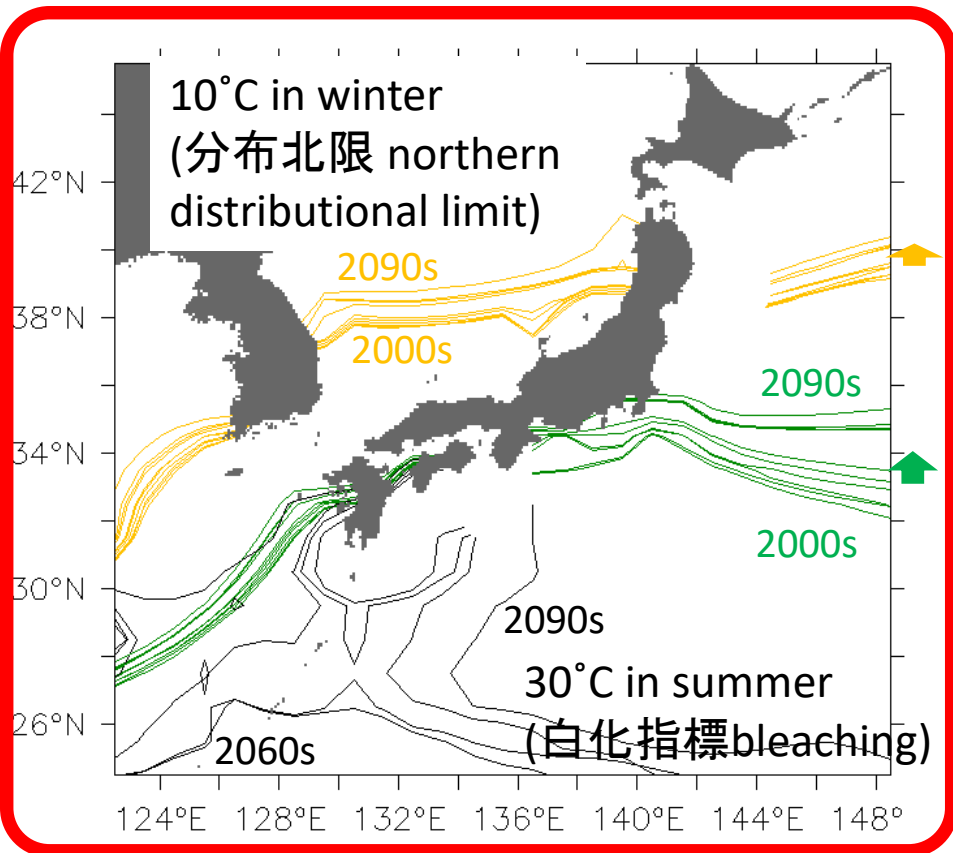 10˚C in winter
(分布北限 northern
distributional limit)
42°N
2090s
38°N
2000s
2090s
34°N
2000s
30°N
2090s
30˚C in summer
26°N
(白化指標bleaching)
2060s
124°E 128°E 132°E 136°E 140°E 144°E 148°